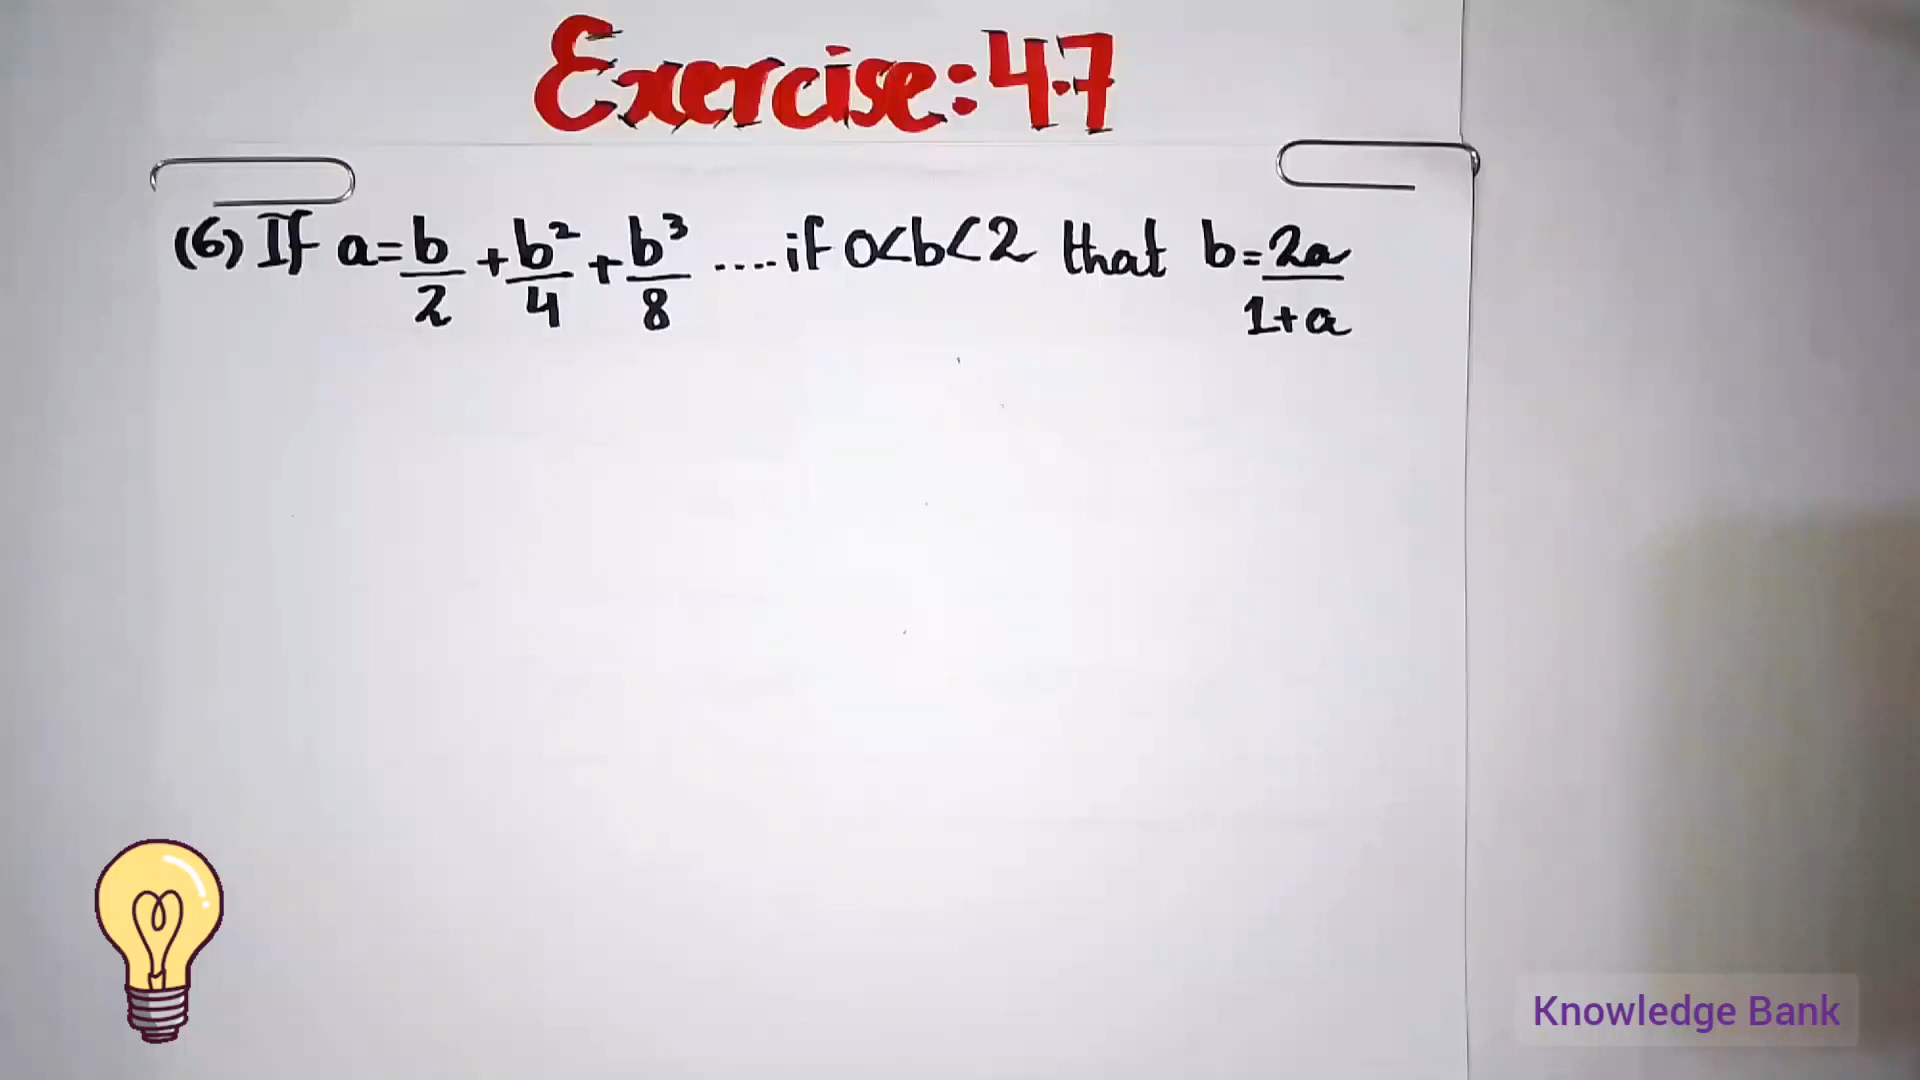 Exercise:4.7
(6) If a=b/2 + b²/4 + b³/8 .....if 0<b<2 that b=2a/1+a
Knowledge Bank